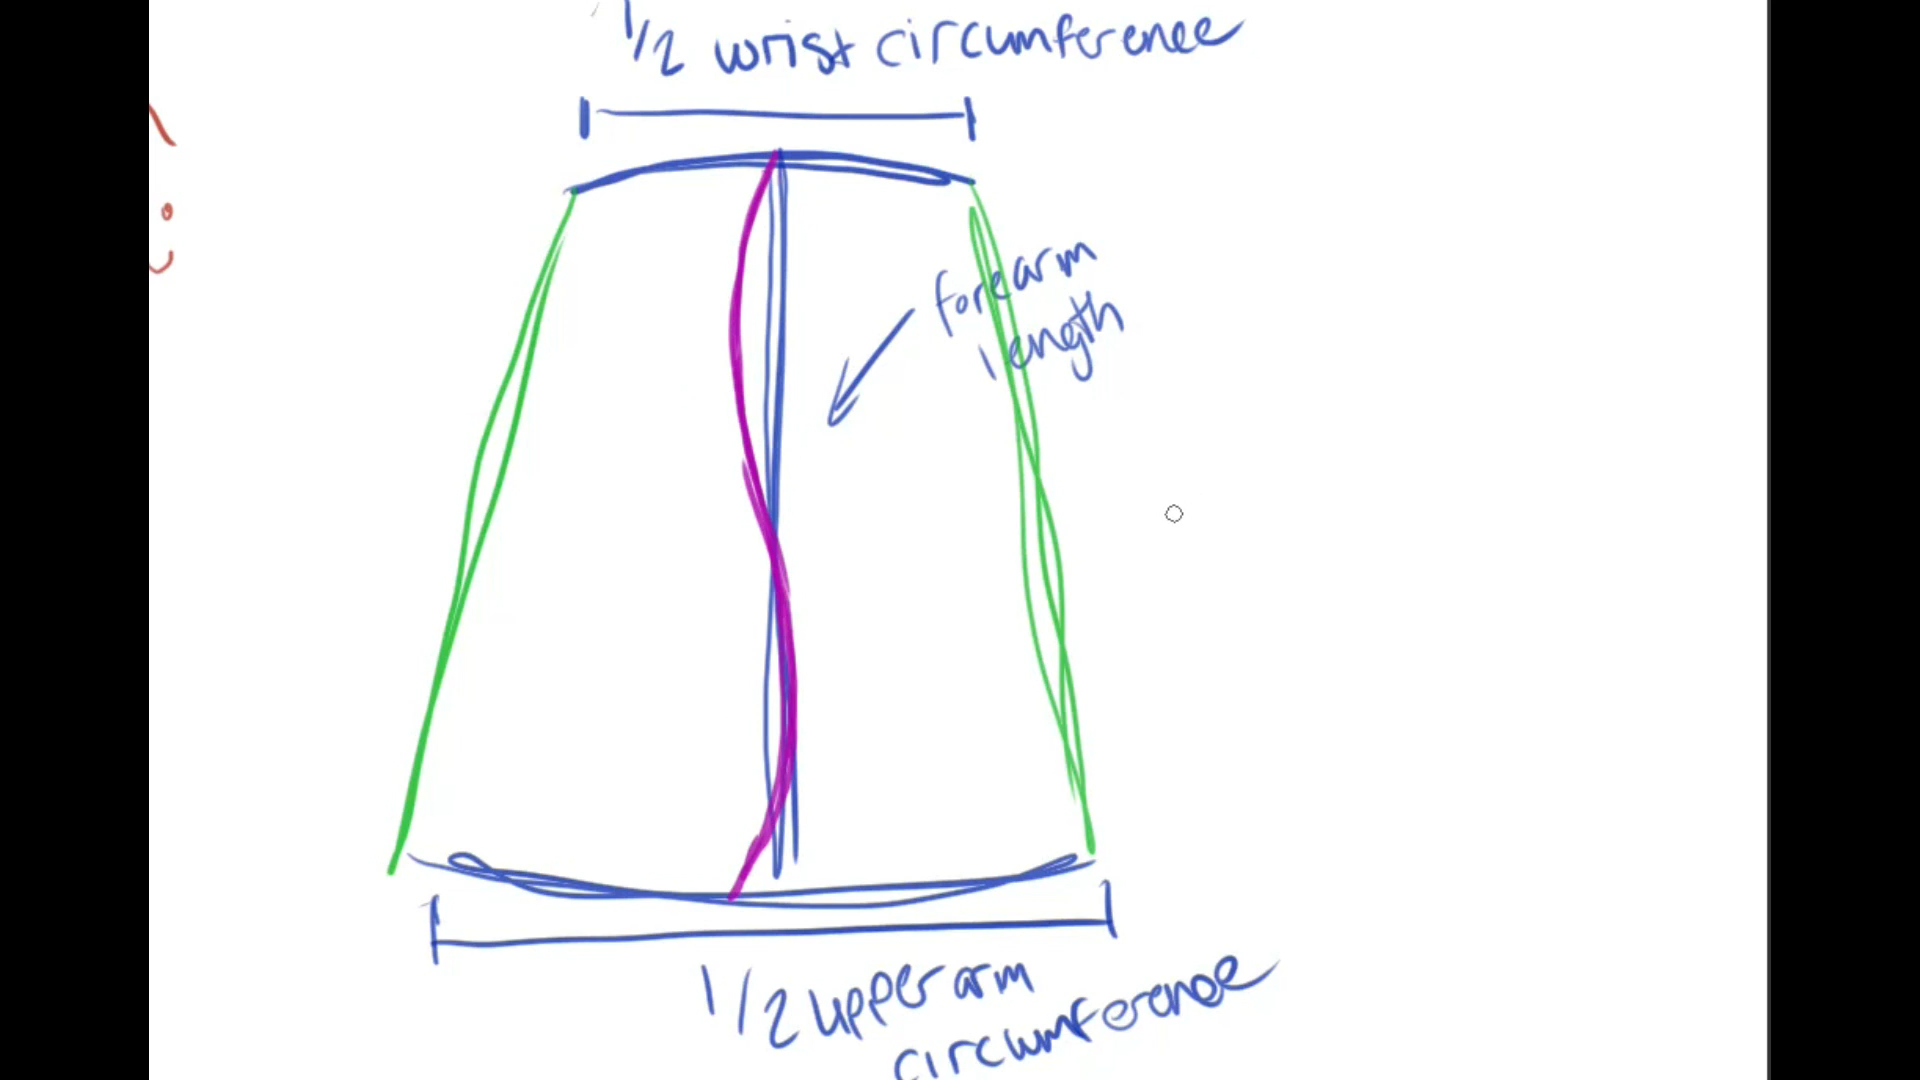 1/2 wrist circumference
forearm
length
1/2 upper arm
circumference